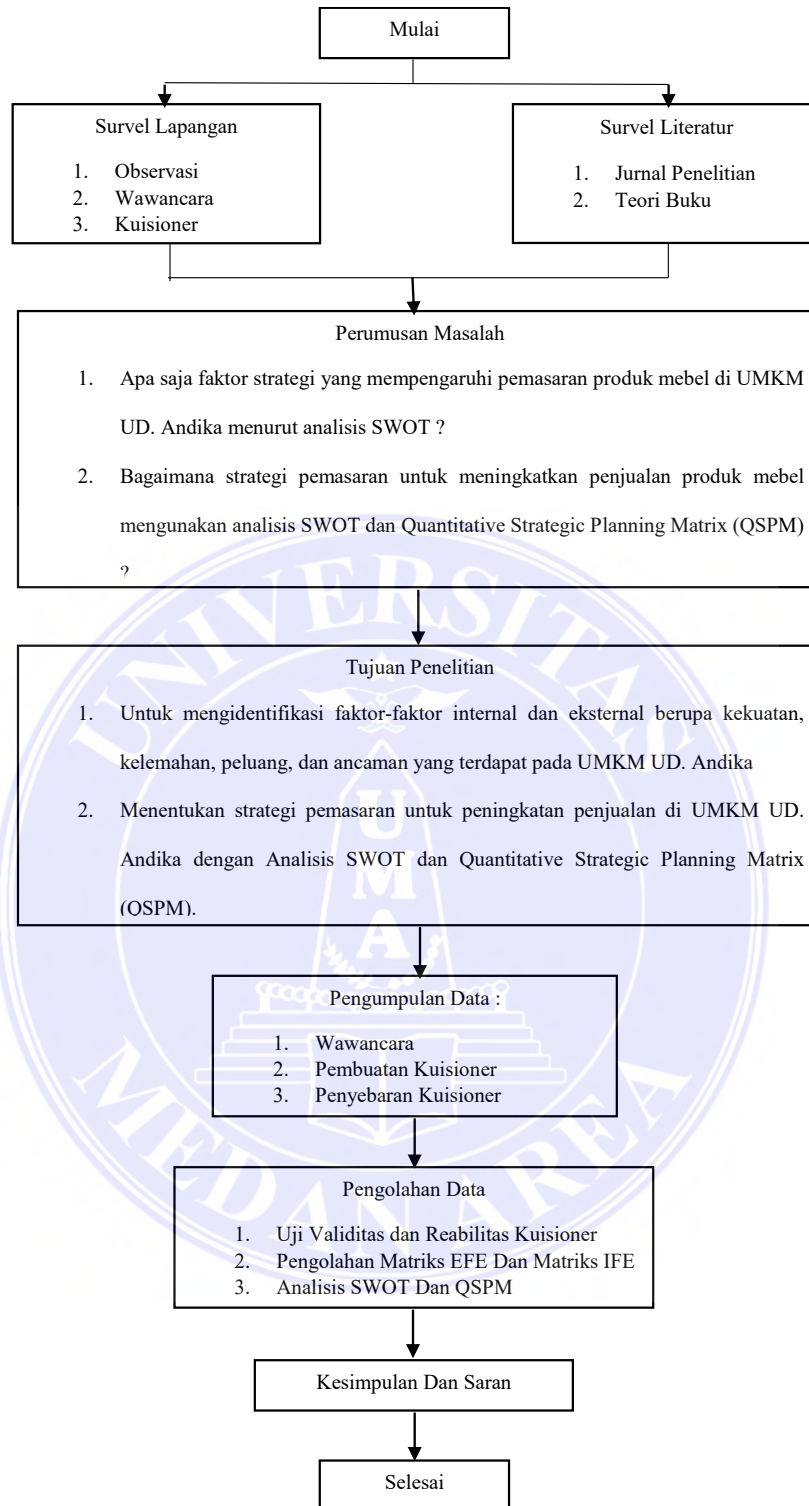 Mulai
Survel Lapangan
1. Observasi
2. Wawancara
3. Kuisioner
Survel Literatur
1. Jurnal Penelitian
2. Teori Buku
Perumusan Masalah
1. Apa saja faktor strategi yang mempengaruhi pemasaran produk mebel di UMKM
UD. Andika menurut analisis SWOT ?
2. Bagaimana strategi pemasaran untuk meningkatkan penjualan produk mebel
mengunakan analisis SWOT dan Quantitative Strategic Planning Matrix (QSPM)
?
Tujuan Penelitian
1. Untuk mengidentifikasi faktor-faktor internal dan eksternal berupa kekuatan,
kelemahan, peluang, dan ancaman yang terdapat pada UMKM UD. Andika
2. Menentukan strategi pemasaran untuk peningkatan penjualan di UMKM UD.
Andika dengan Analisis SWOT dan Quantitative Strategic Planning Matrix
(QSPM).
Pengumpulan Data :
1. Wawancara
2. Pembuatan Kuisioner
3. Penyebaran Kuisioner
Pengolahan Data
1. Uji Validitas dan Reabilitas Kuisioner
2. Pengolahan Matriks EFE Dan Matriks IFE
3. Analisis SWOT Dan QSPM
Kesimpulan Dan Saran
Selesai
UNIVERSITAS
UMA
MEDAN AREA